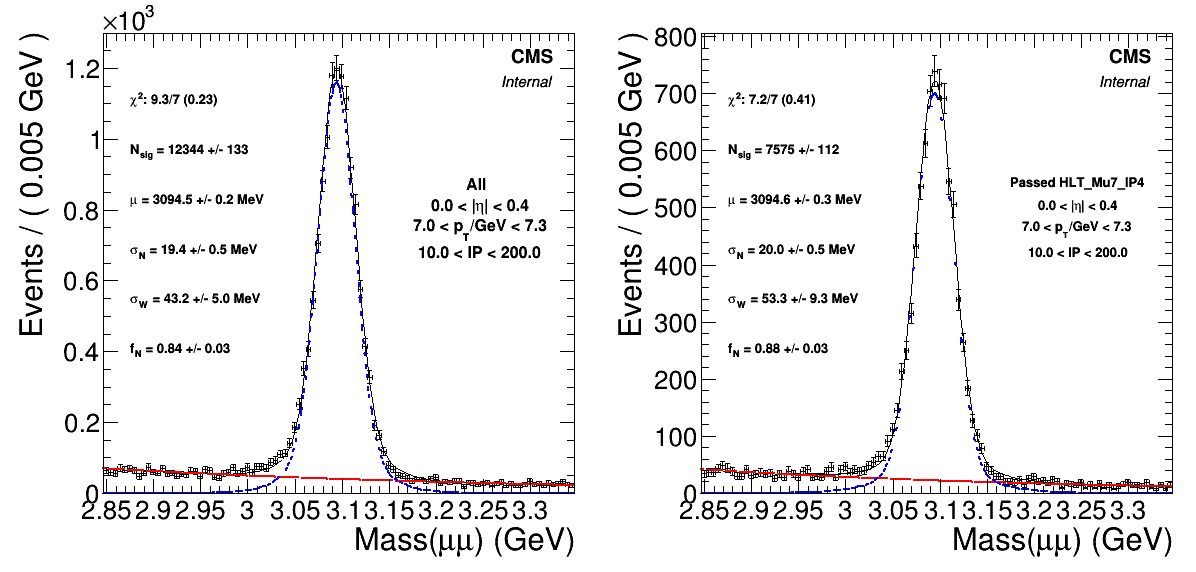 ×10³
CMS
Internal
χ²: 9.3/7 (0.23)
N_sig = 12344 +/- 133
μ = 3094.5 +/- 0.2 MeV
σ_N = 19.4 +/- 0.5 MeV
σ_W = 43.2 +/- 5.0 MeV
f_N = 0.84 +/- 0.03
All
0.0 < |η| < 0.4
7.0 < p_T/GeV < 7.3
10.0 < IP < 200.0
Events / ( 0.005 GeV )
1.2
1
0.8
0.6
0.4
0.2
0
2.85 2.9 2.95 3 3.05 3.1 3.15 3.2 3.25 3.3
Mass(μμ) (GeV)
CMS
Internal
χ²: 7.2/7 (0.41)
N_sig = 7575 +/- 112
μ = 3094.6 +/- 0.3 MeV
σ_N = 20.0 +/- 0.5 MeV
σ_W = 53.3 +/- 9.3 MeV
f_N = 0.88 +/- 0.03
Passed HLT_Mu7_IP4
0.0 < |η| < 0.4
7.0 < p_T/GeV < 7.3
10.0 < IP < 200.0
Events / ( 0.005 GeV )
800
700
600
500
400
300
200
100
0
2.85 2.9 2.95 3 3.05 3.1 3.15 3.2 3.25 3.3
Mass(μμ) (GeV)